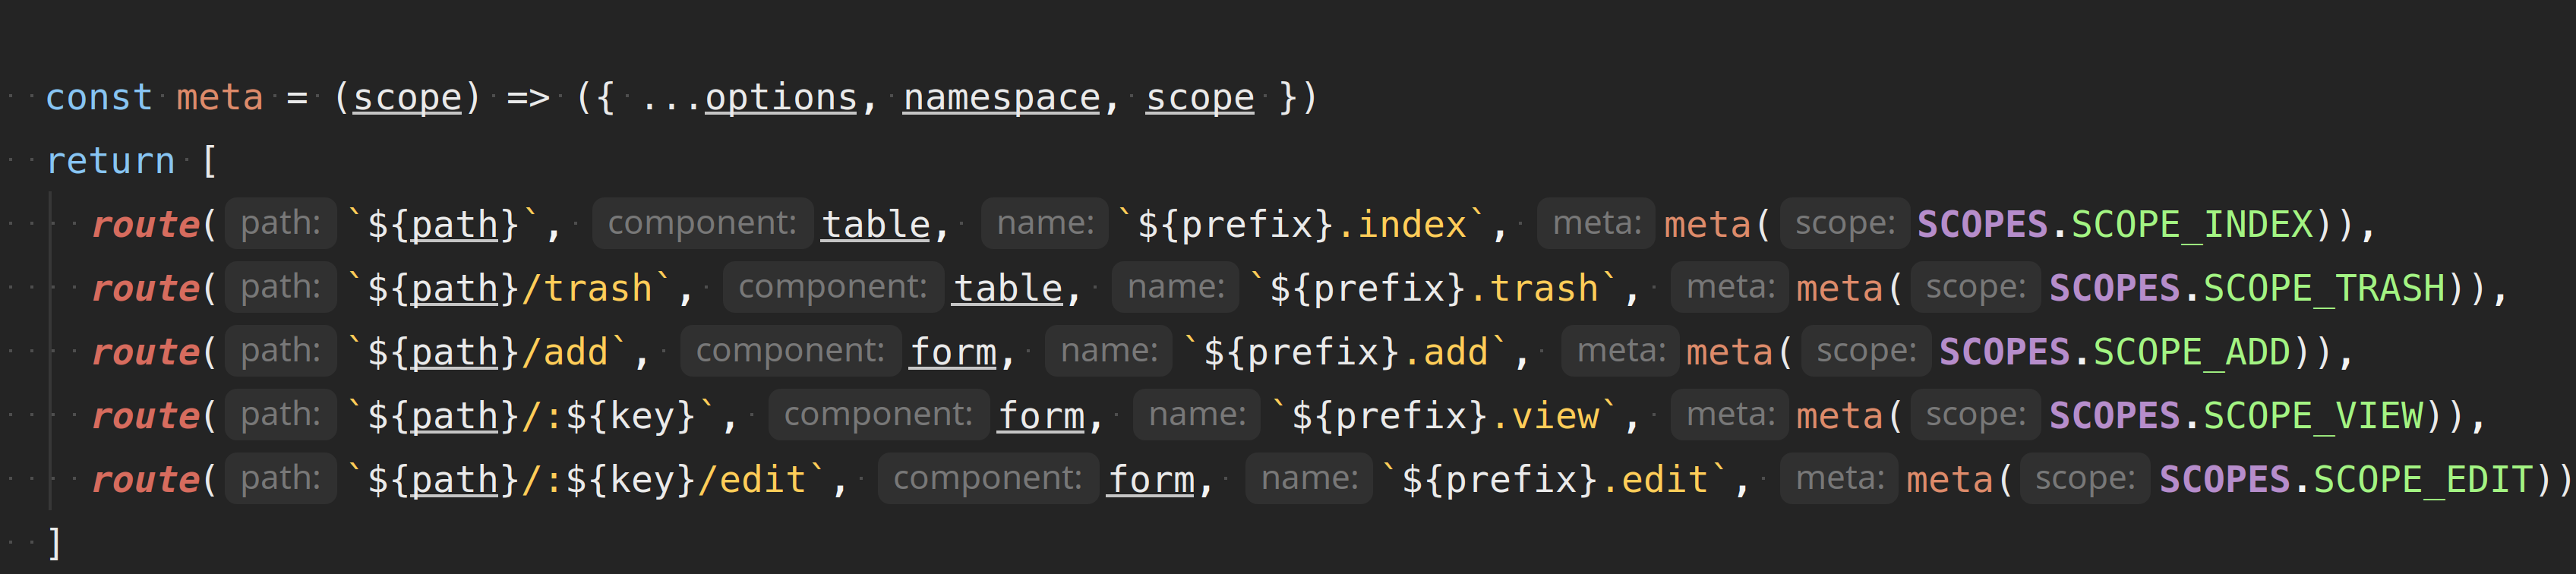 const meta = (scope) => ({ ...options, namespace, scope })
return [
route( path: `${path}`, component: table, name: `${prefix}.index`, meta: meta( scope: SCOPES.SCOPE_INDEX)),
route( path: `${path}/trash`, component: table, name: `${prefix}.trash`, meta: meta( scope: SCOPES.SCOPE_TRASH)),
route( path: `${path}/add`, component: form, name: `${prefix}.add`, meta: meta( scope: SCOPES.SCOPE_ADD)),
route( path: `${path}/:${key}`, component: form, name: `${prefix}.view`, meta: meta( scope: SCOPES.SCOPE_VIEW)),
route( path: `${path}/:${key}/edit`, component: form, name: `${prefix}.edit`, meta: meta( scope: SCOPES.SCOPE_EDIT))
]